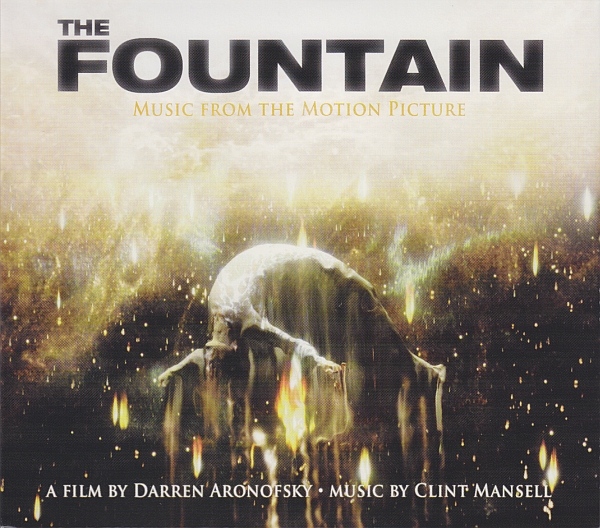 THE
FOUNTAIN
MUSIC FROM THE MOTION PICTURE
A FILM BY DARREN ARONOFSKY • MUSIC BY CLINT MANSELL